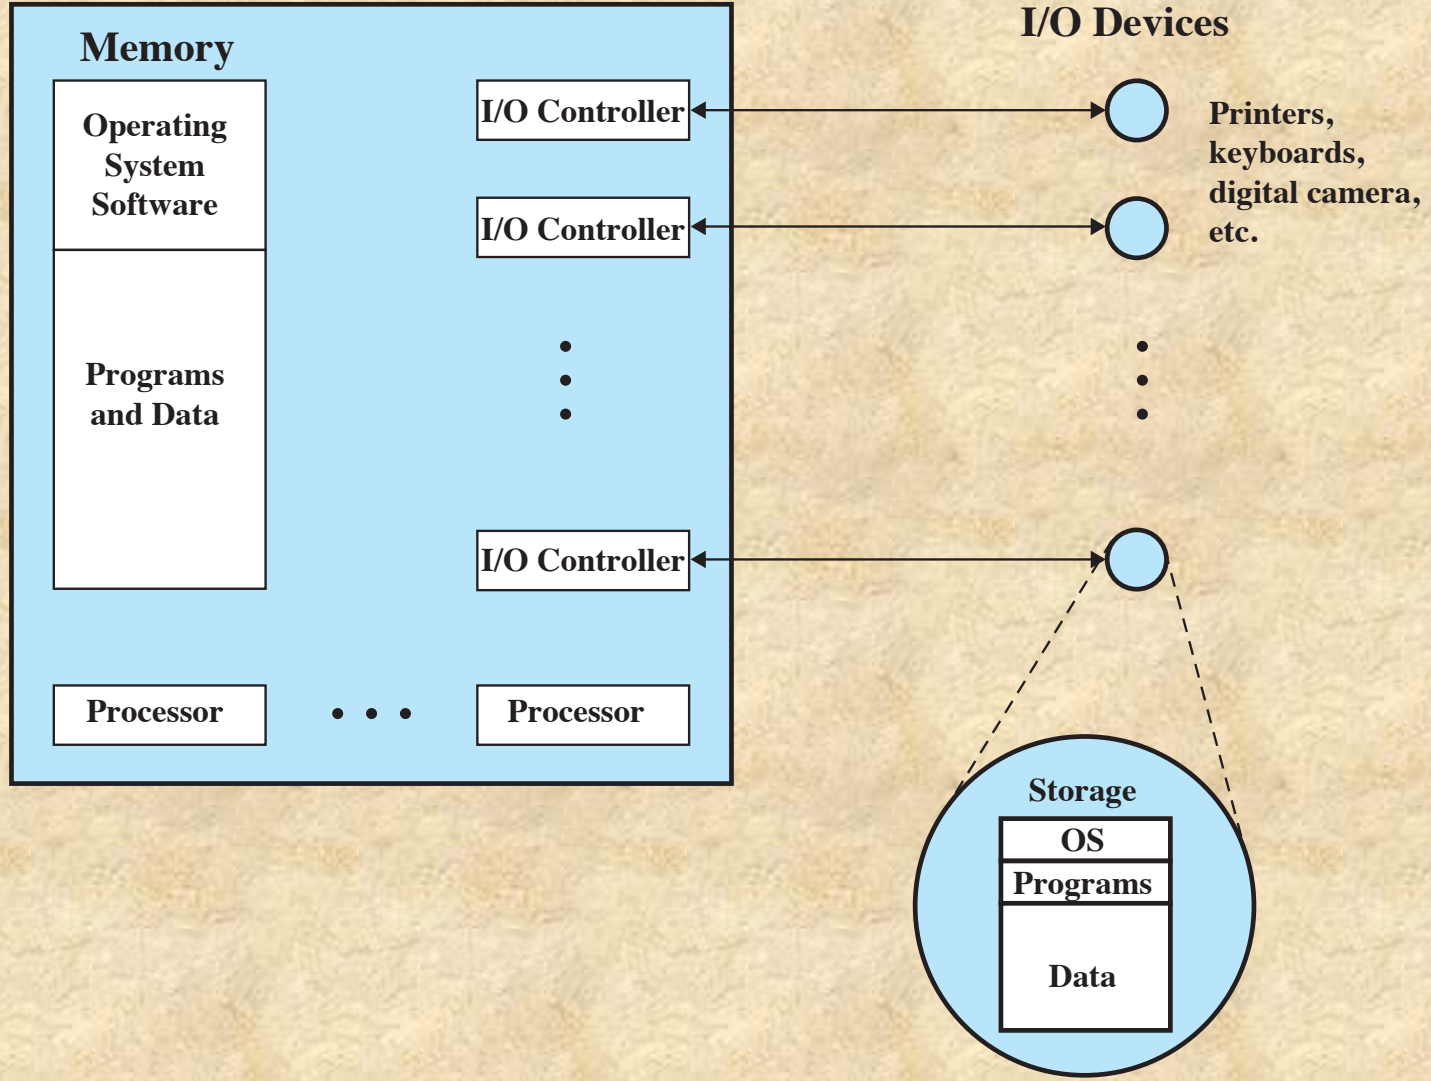 Memory
Operating
System
Software
Programs
and Data
I/O Controller
I/O Controller
I/O Controller
Processor
Processor
I/O Devices
Printers,
keyboards,
digital camera,
etc.
Storage
OS
Programs
Data